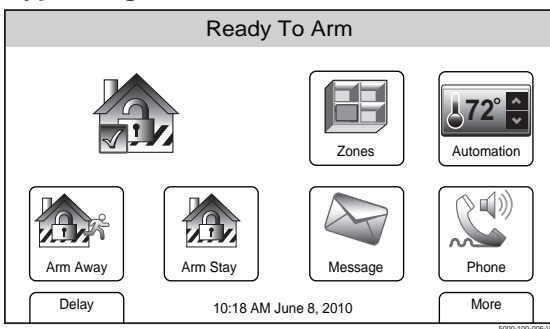 Ready To Arm
72°
Zones
Automation
Arm Away
Arm Stay
Message
Phone
Delay
10:18 AM June 8, 2010
More